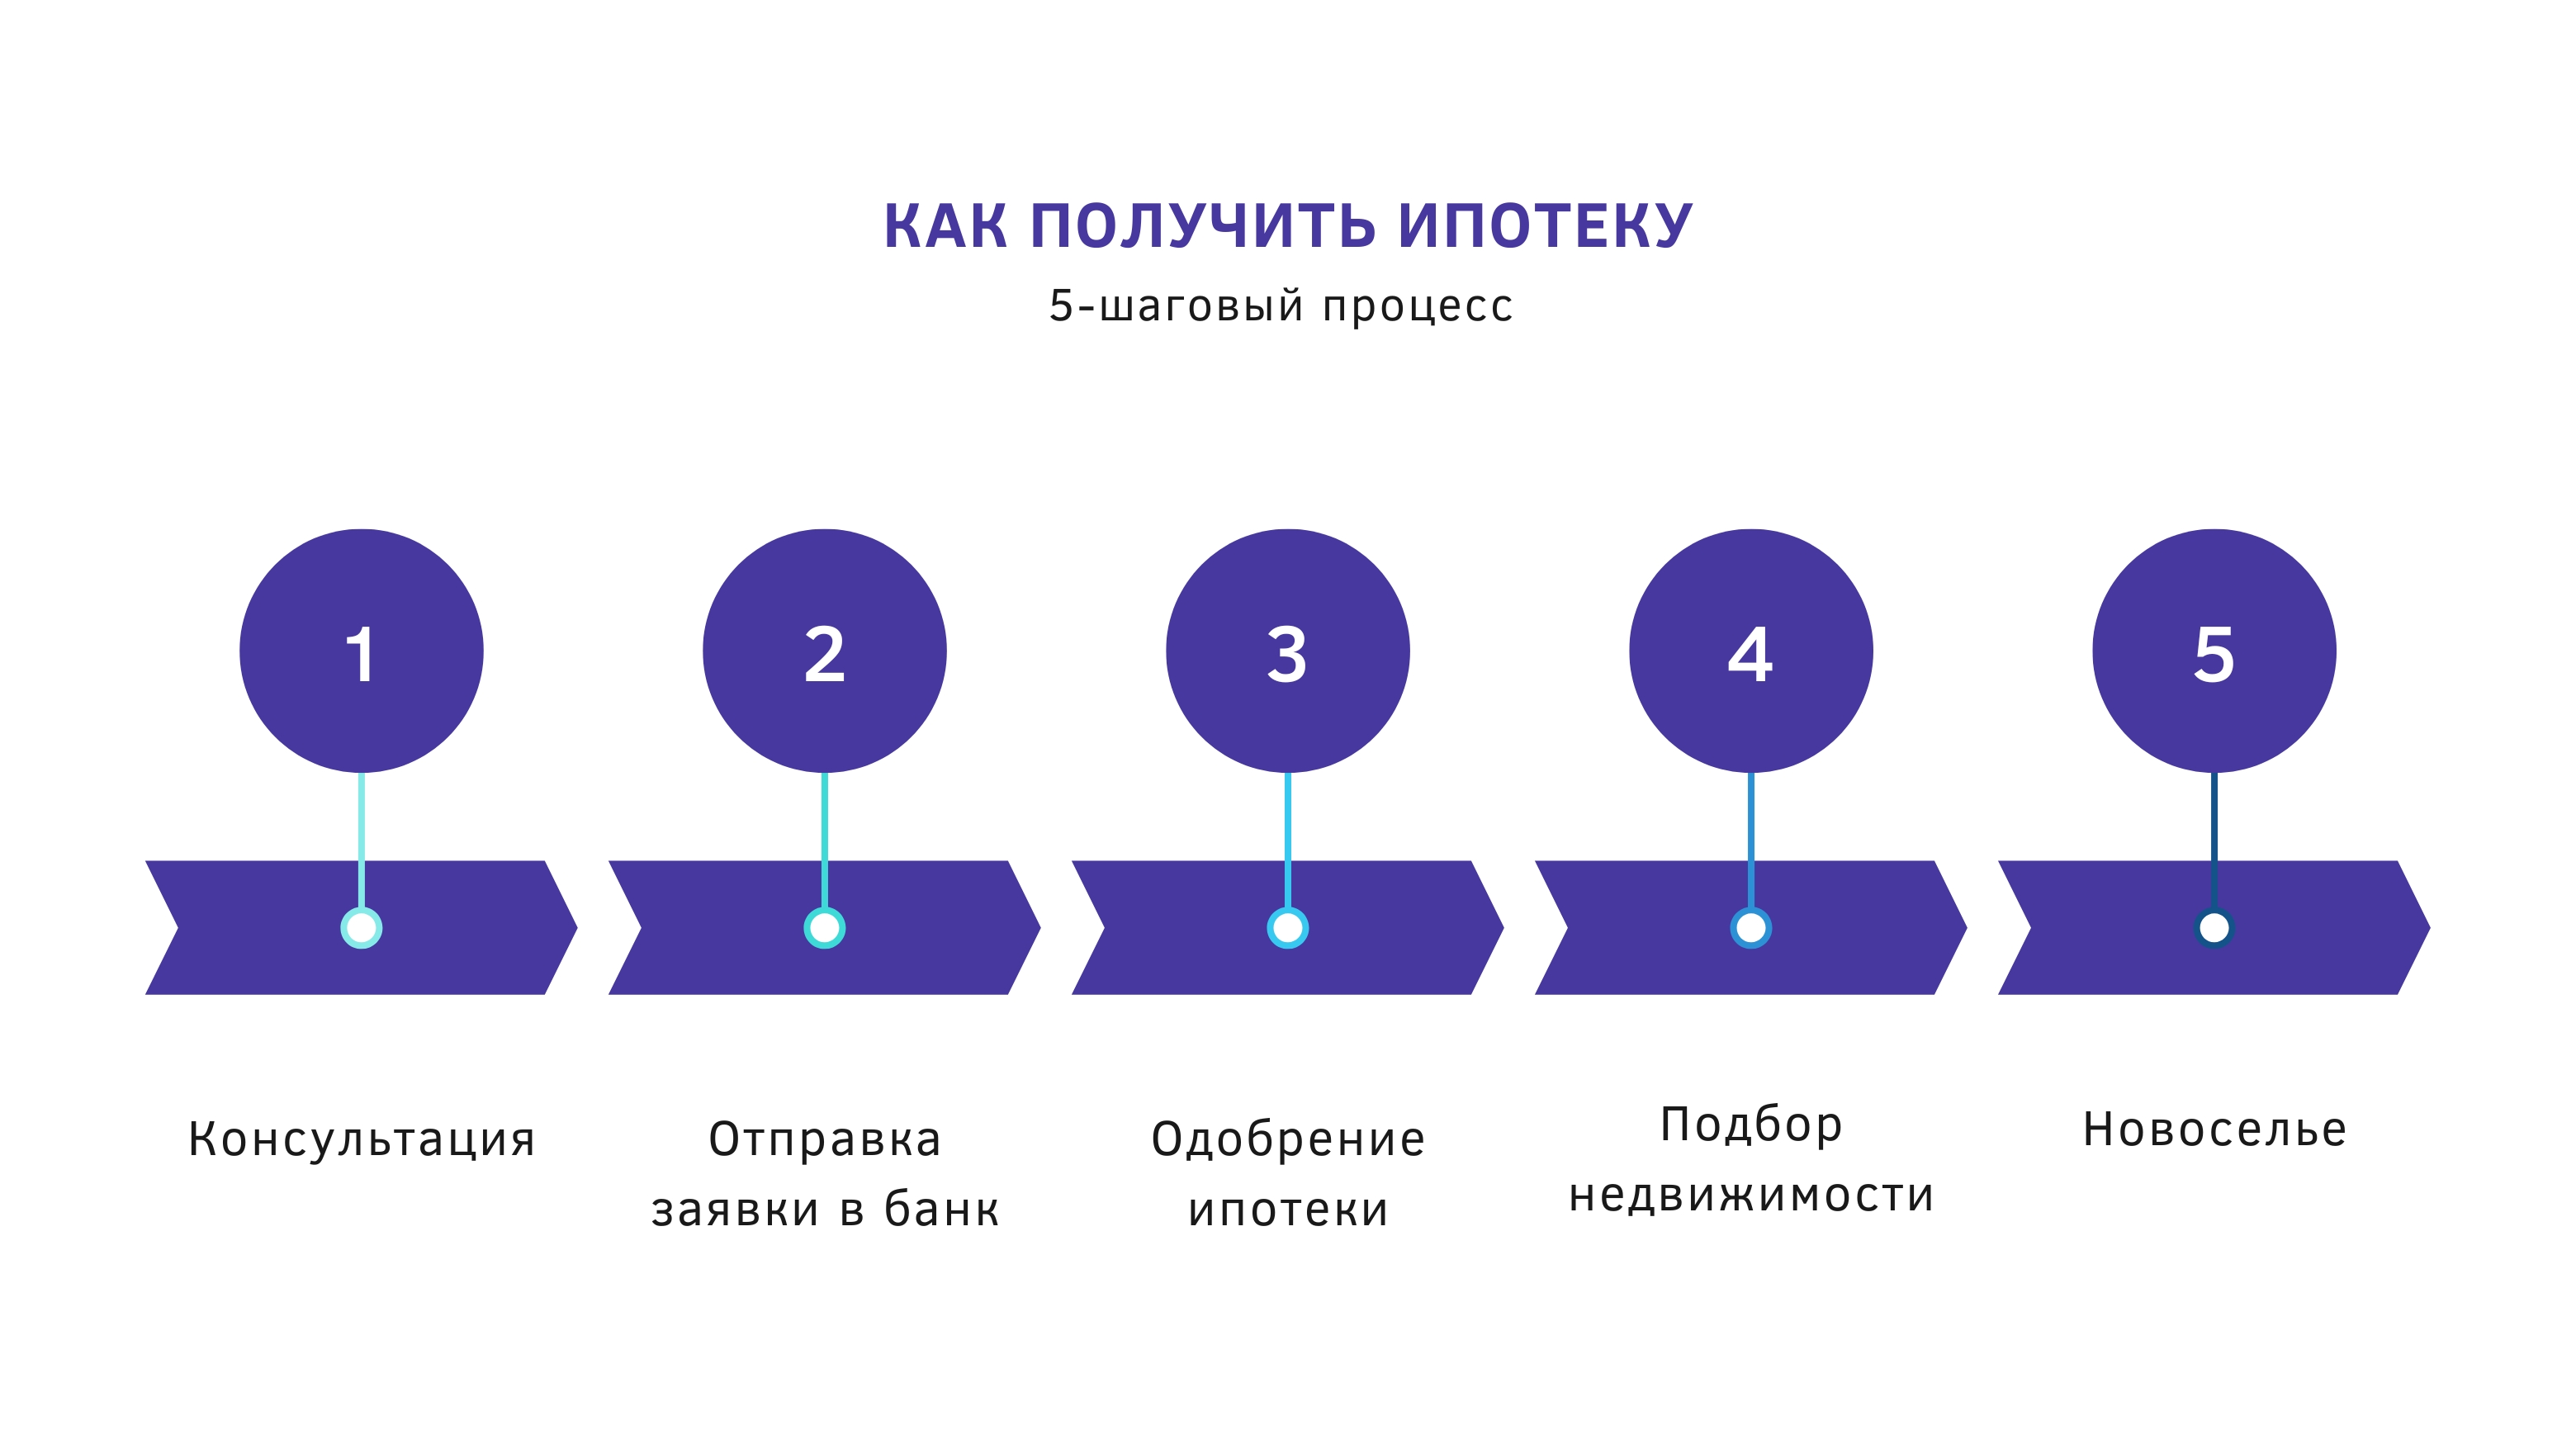 КАК ПОЛУЧИТЬ ИПОТЕКУ
5-шаговый процесс
1
2
3
4
5
Консультация
Отправка
заявки в банк
Одобрение
ипотеки
Подбор
недвижимости
Новоселье